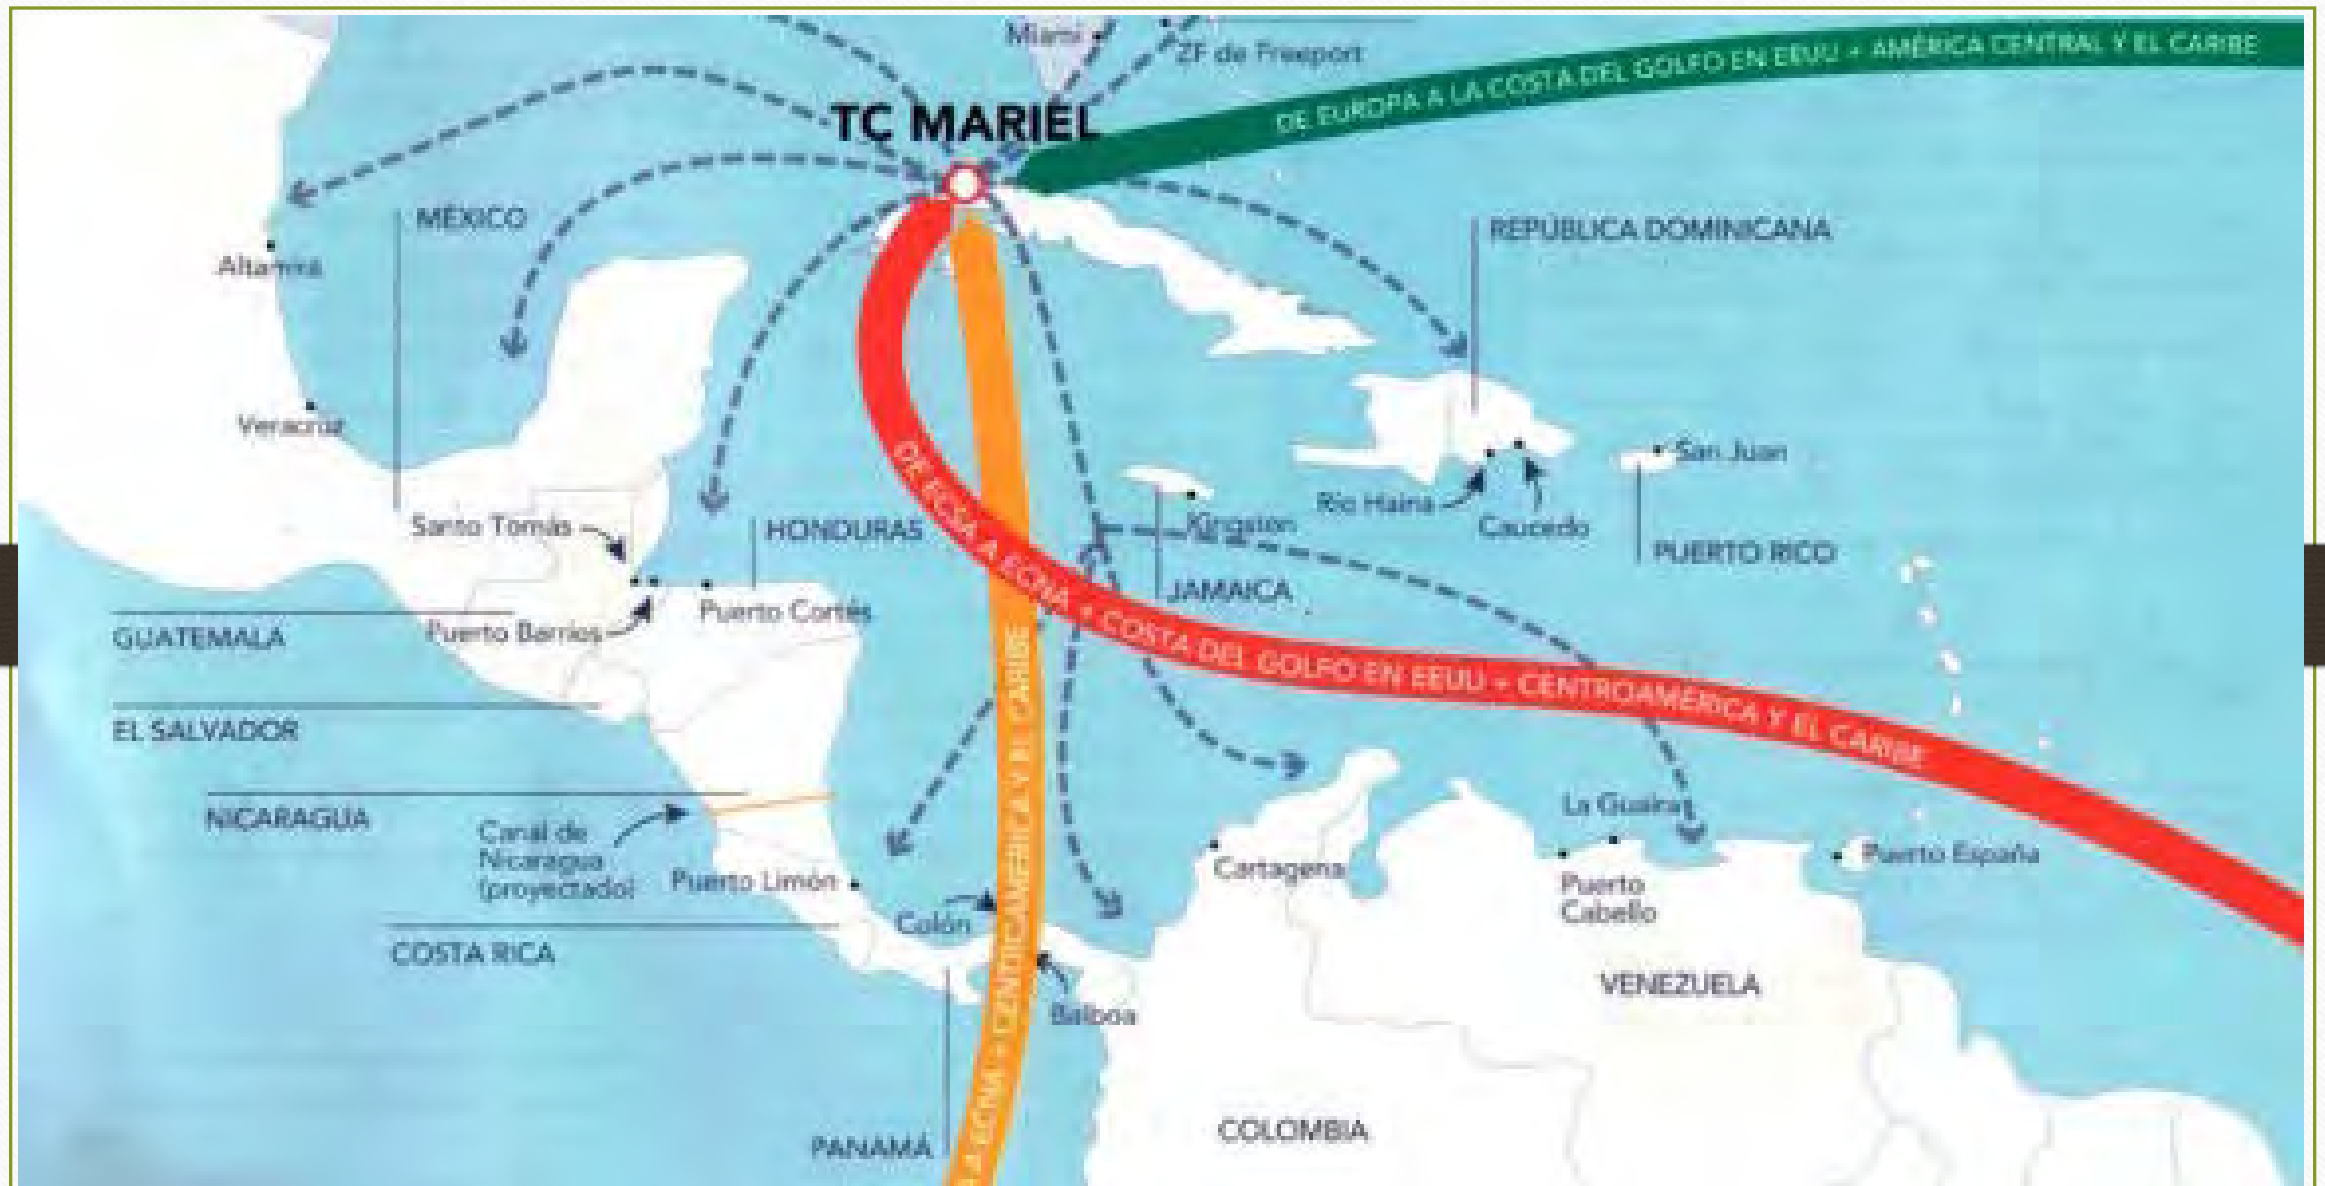 Miami
ZF de Freeport
DE EUROPA A LA COSTA DEL GOLFO EN EEUU + AMÉRICA CENTRAL Y EL CARIBE
TC MARIEL
MÉXICO
REPÚBLICA DOMINICANA
Altamira
Veracruz
San Juan
Río Haina
Caucedo
Santo Tomás
HONDURAS
Kingston
PUERTO RICO
JAMAICA
Puerto Cortés
GUATEMALA
Puerto Barrios
DE ECSA A ECNA + COSTA DEL GOLFO EN EEUU + CENTROAMÉRICA Y EL CARIBE
EL SALVADOR
NICARAGUA
Canal de
Nicaragua
(proyectado)
La Guaira
Cartagena
Puerto España
Puerto Limón
Puerto
Cabello
Colón
COSTA RICA
VENEZUELA
Balboa
A ECNA + CENTROAMÉRICA Y EL CARIBE
COLOMBIA
PANAMÁ